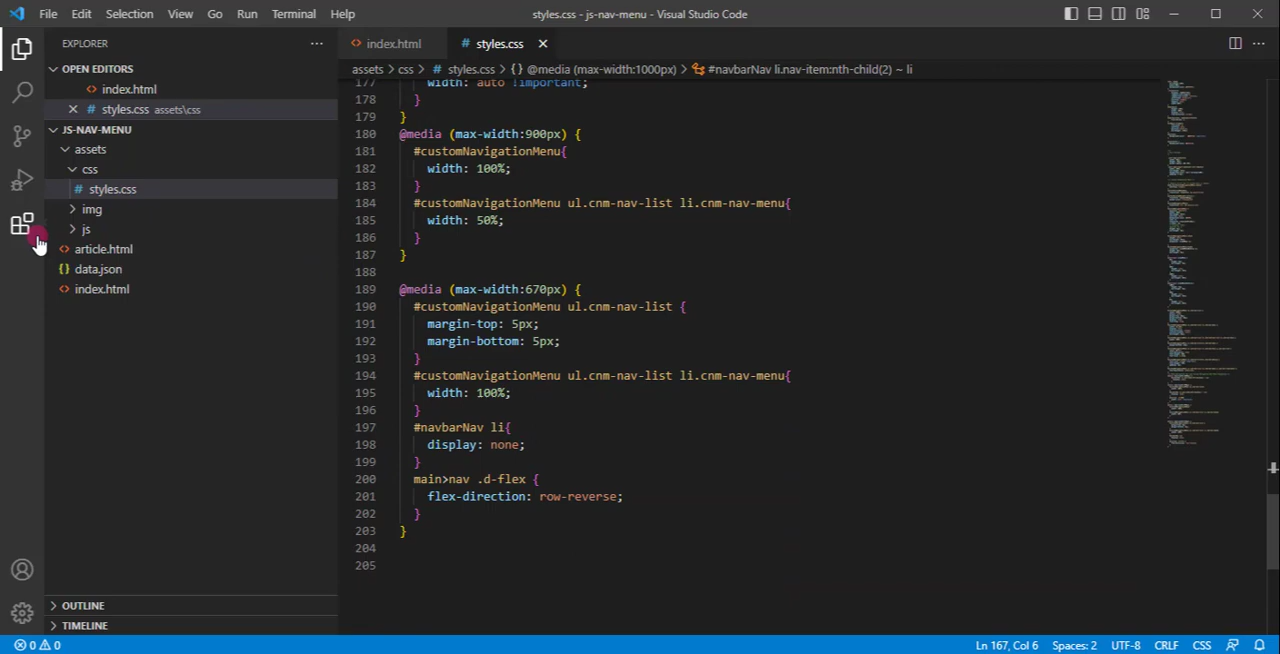 File Edit Selection View Go Run Terminal Help styles.css - js-nav-menu - Visual Studio Code
EXPLORER
OPEN EDITORS
index.html
styles.css assets\css
JS-NAV-MENU
assets
css
styles.css
img
js
article.html
data.json
index.html
OUTLINE
TIMELINE
index.html styles.css
assets > css > # styles.css > {} @media (max-width:1000px) > #navbarNav li.nav-item:nth-child(2) ~ li
177 width: auto !important;
178 }
179 }
180 @media (max-width:900px) {
181 #customNavigationMenu{
182 width: 100%;
183 }
184 #customNavigationMenu ul.cnm-nav-list li.cnm-nav-menu{
185 width: 50%;
186 }
187 }
188
189 @media (max-width:670px) {
190 #customNavigationMenu ul.cnm-nav-list {
191 margin-top: 5px;
192 margin-bottom: 5px;
193 }
194 #customNavigationMenu ul.cnm-nav-list li.cnm-nav-menu{
195 width: 100%;
196 }
197 #navbarNav li{
198 display: none;
199 }
200 main>nav .d-flex {
201 flex-direction: row-reverse;
202 }
203 }
204
205
0 0 Ln 167, Col 6 Spaces: 2 UTF-8 CRLF CSS